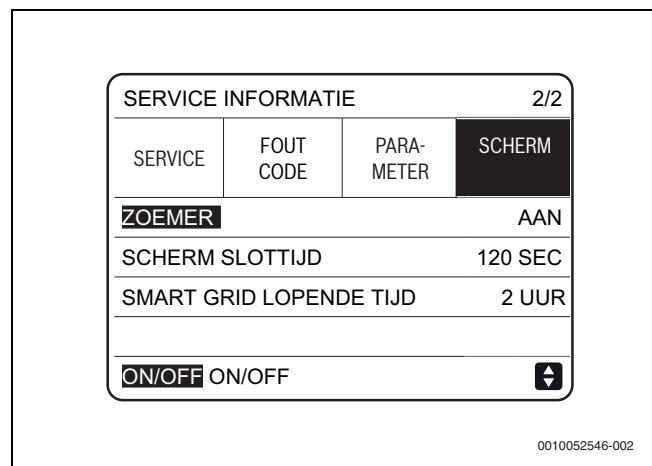 SERVICE INFORMATIE 2/2
SERVICE FOUT CODE PARA- METER SCHERM
ZOEMER AAN
SCHERM SLOTTIJD 120 SEC
SMART GRID LOPENDE TIJD 2 UUR
ON/OFF ON/OFF
0010052546-002